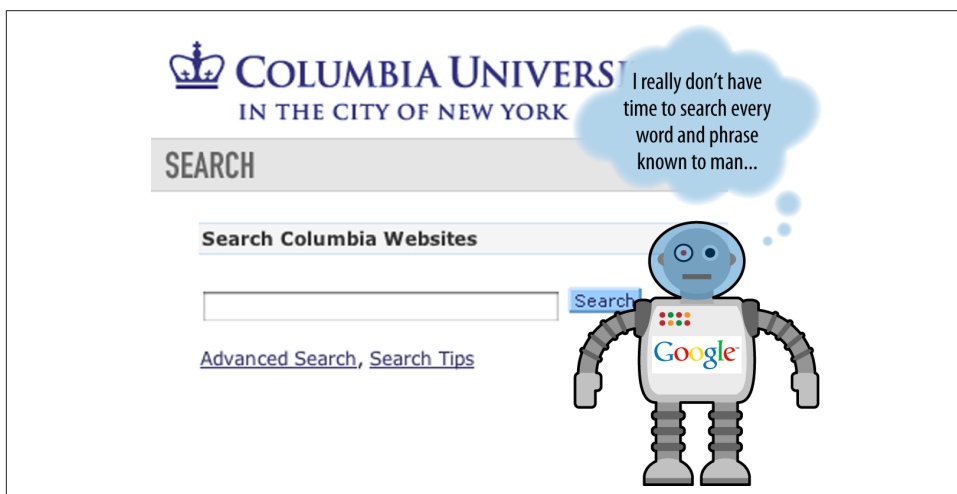 COLUMBIA UNIVERS
IN THE CITY OF NEW YORK
I really don't have
time to search every
word and phrase
known to man...
SEARCH
Search Columbia Websites
Search
Advanced Search, Search Tips
Google™